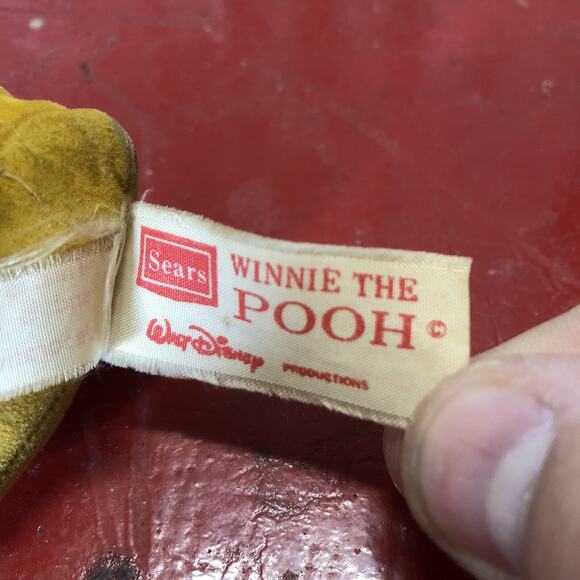 Sears
WINNIE THE
POOH ©
WALT DISNEY
PRODUCTIONS